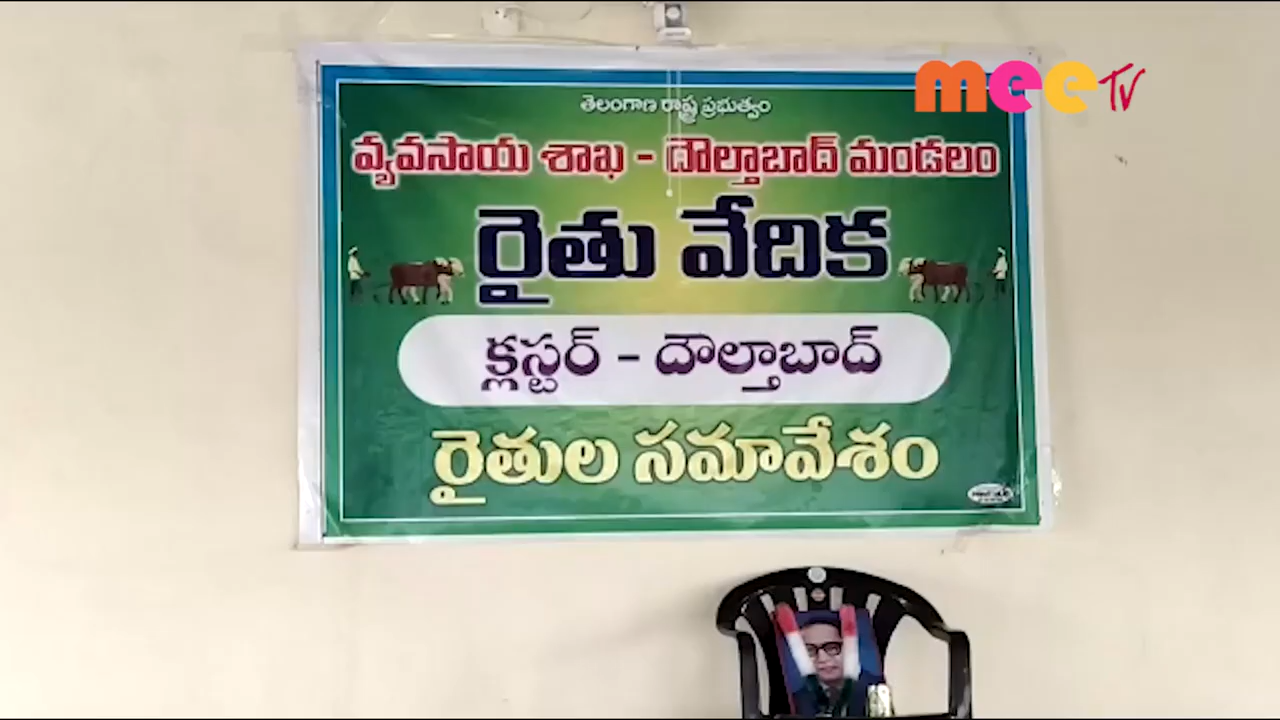 mee TV
తెలంగాణ రాష్ట్ర ప్రభుత్వం
వ్యవసాయ శాఖ - దౌల్తాబాద్ మండలం
రైతు వేదిక
క్లస్టర్ - దౌల్తాబాద్
రైతుల సమావేశం